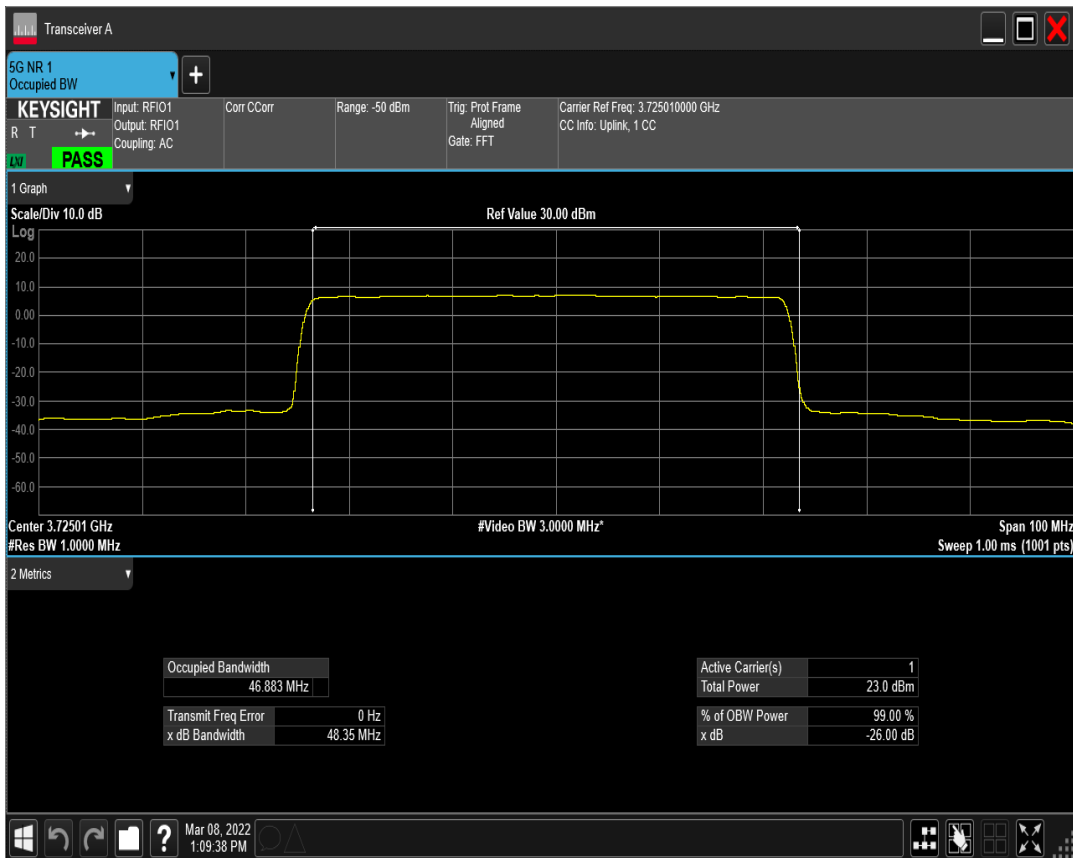 Transceiver A
5G NR 1
Occupied BW
+
KEYSIGHT
R T
LXI
PASS
Input: RFIO1
Output: RFIO1
Coupling: AC
Corr CCorr
Range: -50 dBm
Trig: Prot Frame
Aligned
Gate: FFT
Carrier Ref Freq: 3.725010000 GHz
CC Info: Uplink, 1 CC
1 Graph
Scale/Div 10.0 dB
Ref Value 30.00 dBm
Log
20.0
10.0
0.00
-10.0
-20.0
-30.0
-40.0
-50.0
-60.0
Center 3.72501 GHz
#Video BW 3.0000 MHz*
Span 100 MHz
#Res BW 1.0000 MHz
Sweep 1.00 ms (1001 pts)
2 Metrics
Occupied Bandwidth
46.883 MHz
Transmit Freq Error 0 Hz
x dB Bandwidth 48.35 MHz
Active Carrier(s) 1
Total Power 23.0 dBm
% of OBW Power 99.00 %
x dB -26.00 dB
?
Mar 08, 2022
1:09:38 PM